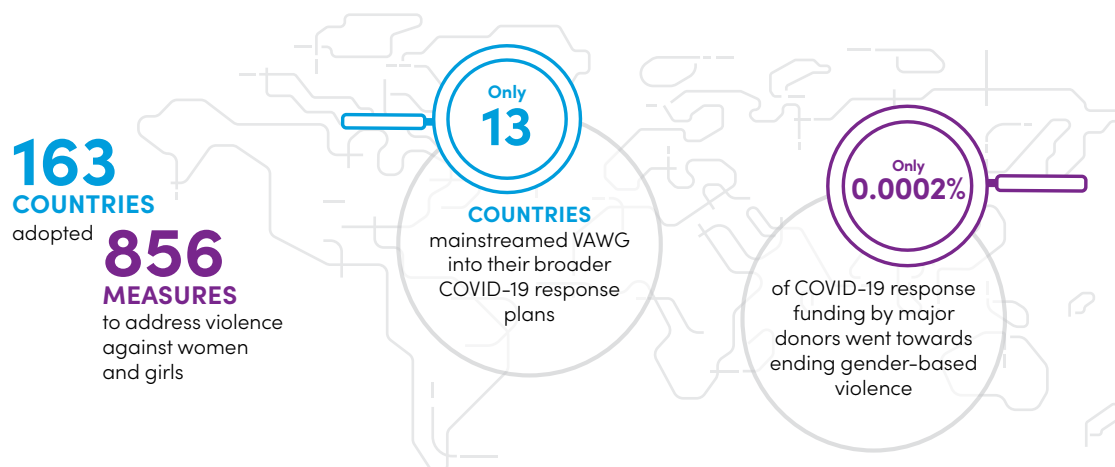 163
COUNTRIES
adopted
856
MEASURES
to address violence
against women
and girls
Only
13
COUNTRIES
mainstreamed VAWG
into their broader
COVID-19 response
plans
Only
0.0002%
of COVID-19 response
funding by major
donors went towards
ending gender-based
violence